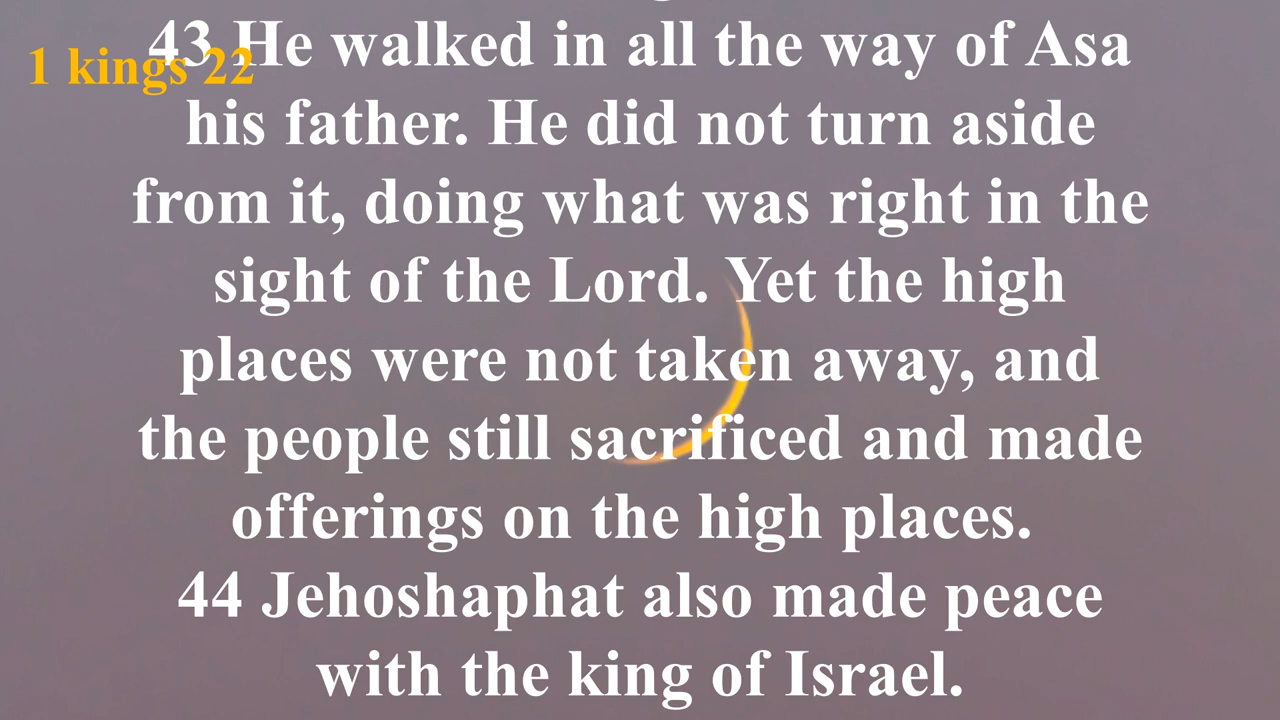 1 kings 22
43 He walked in all the way of Asa
his father. He did not turn aside
from it, doing what was right in the
sight of the Lord. Yet the high
places were not taken away, and
the people still sacrificed and made
offerings on the high places.
44 Jehoshaphat also made peace
with the king of Israel.